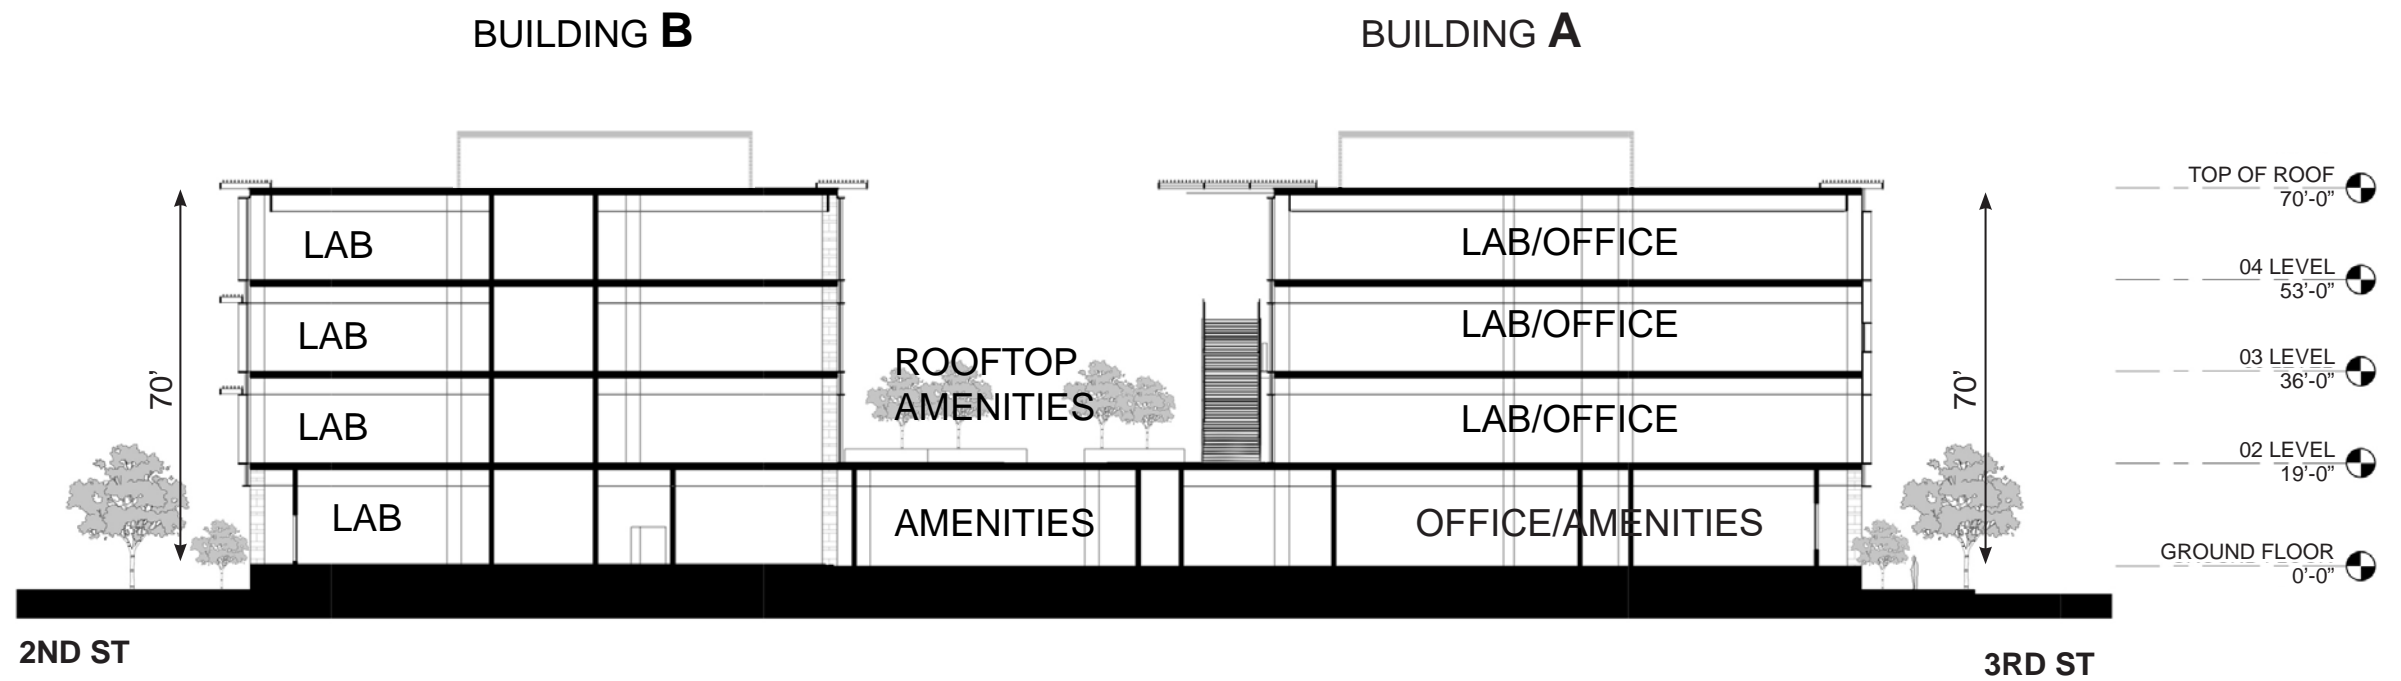 BUILDING B
BUILDING A
TOP OF ROOF
70’-0”
LAB
LAB/OFFICE
04 LEVEL
53’-0”
LAB
LAB/OFFICE
03 LEVEL
36’-0”
70’
ROOFTOP
AMENITIES
70’
LAB
LAB/OFFICE
02 LEVEL
19’-0”
LAB
AMENITIES
OFFICE/AMENITIES
GROUND FLOOR
0’-0”
2ND ST
3RD ST